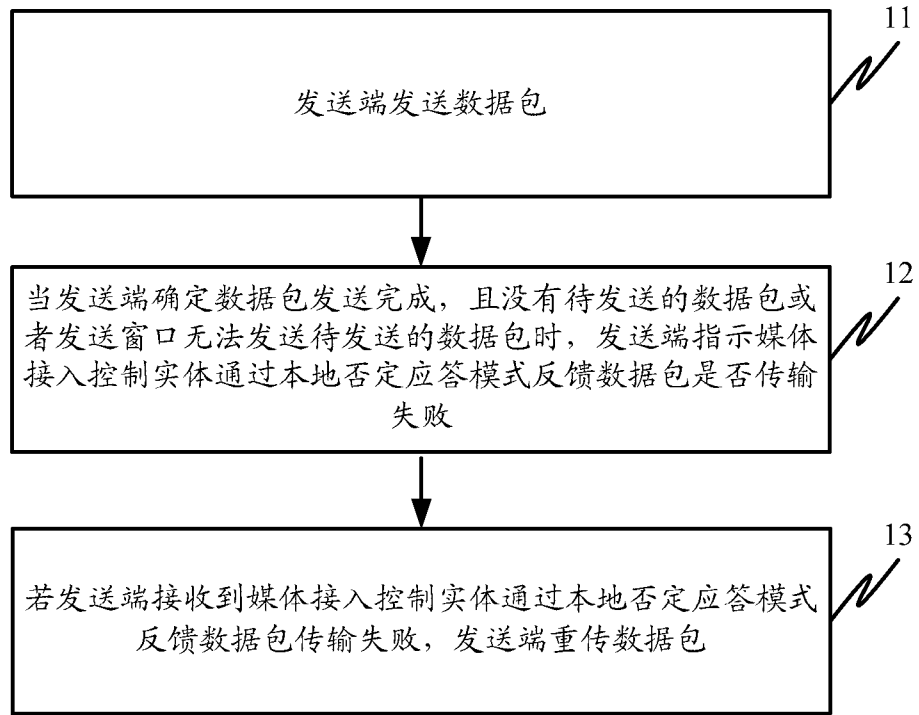 11
发送端发送数据包
12
当发送端确定数据包发送完成，且没有待发送的数据包或
者发送窗口无法发送待发送的数据包时，发送端指示媒体
接入控制实体通过本地否定应答模式反馈数据包是否传输
失败
13
若发送端接收到媒体接入控制实体通过本地否定应答模式
反馈数据包传输失败，发送端重传数据包